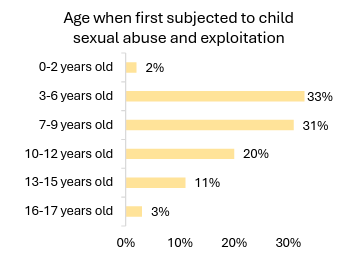 Age when first subjected to child
sexual abuse and exploitation
0-2 years old 2%
3-6 years old 33%
7-9 years old 31%
10-12 years old 20%
13-15 years old 11%
16-17 years old 3%
0% 10% 20% 30%